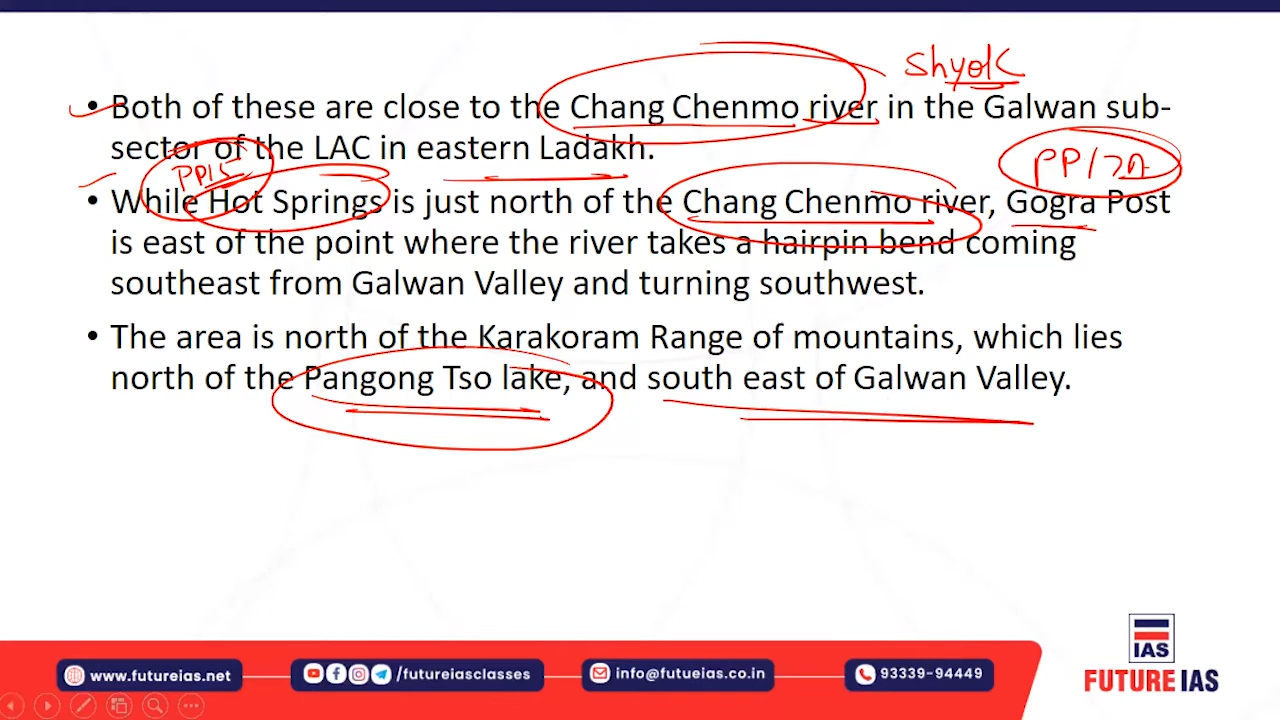 Shyok
• Both of these are close to the Chang Chenmo river in the Galwan sub-
sector of the LAC in eastern Ladakh.
PP15
PP17A
• While Hot Springs is just north of the Chang Chenmo river, Gogra Post
is east of the point where the river takes a hairpin bend coming
southeast from Galwan Valley and turning southwest.
• The area is north of the Karakoram Range of mountains, which lies
north of the Pangong Tso lake, and south east of Galwan Valley.
www.futureias.net
/futureiasclasses
info@futueias.co.in
93339-94449
IAS
FUTURE IAS